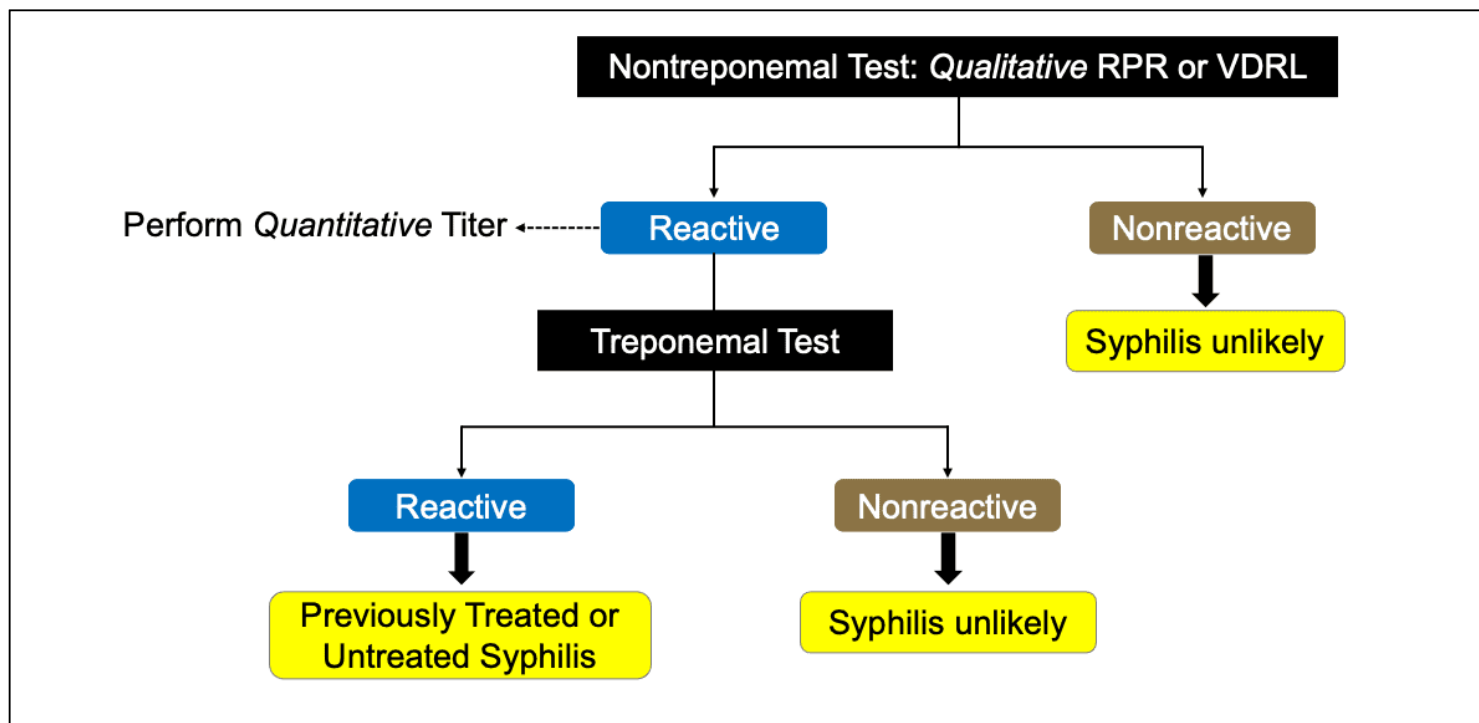 Nontreponemal Test: Qualitative RPR or VDRL
Perform Quantitative Titer
Reactive
Nonreactive
Treponemal Test
Syphilis unlikely
Reactive
Nonreactive
Previously Treated or
Untreated Syphilis
Syphilis unlikely